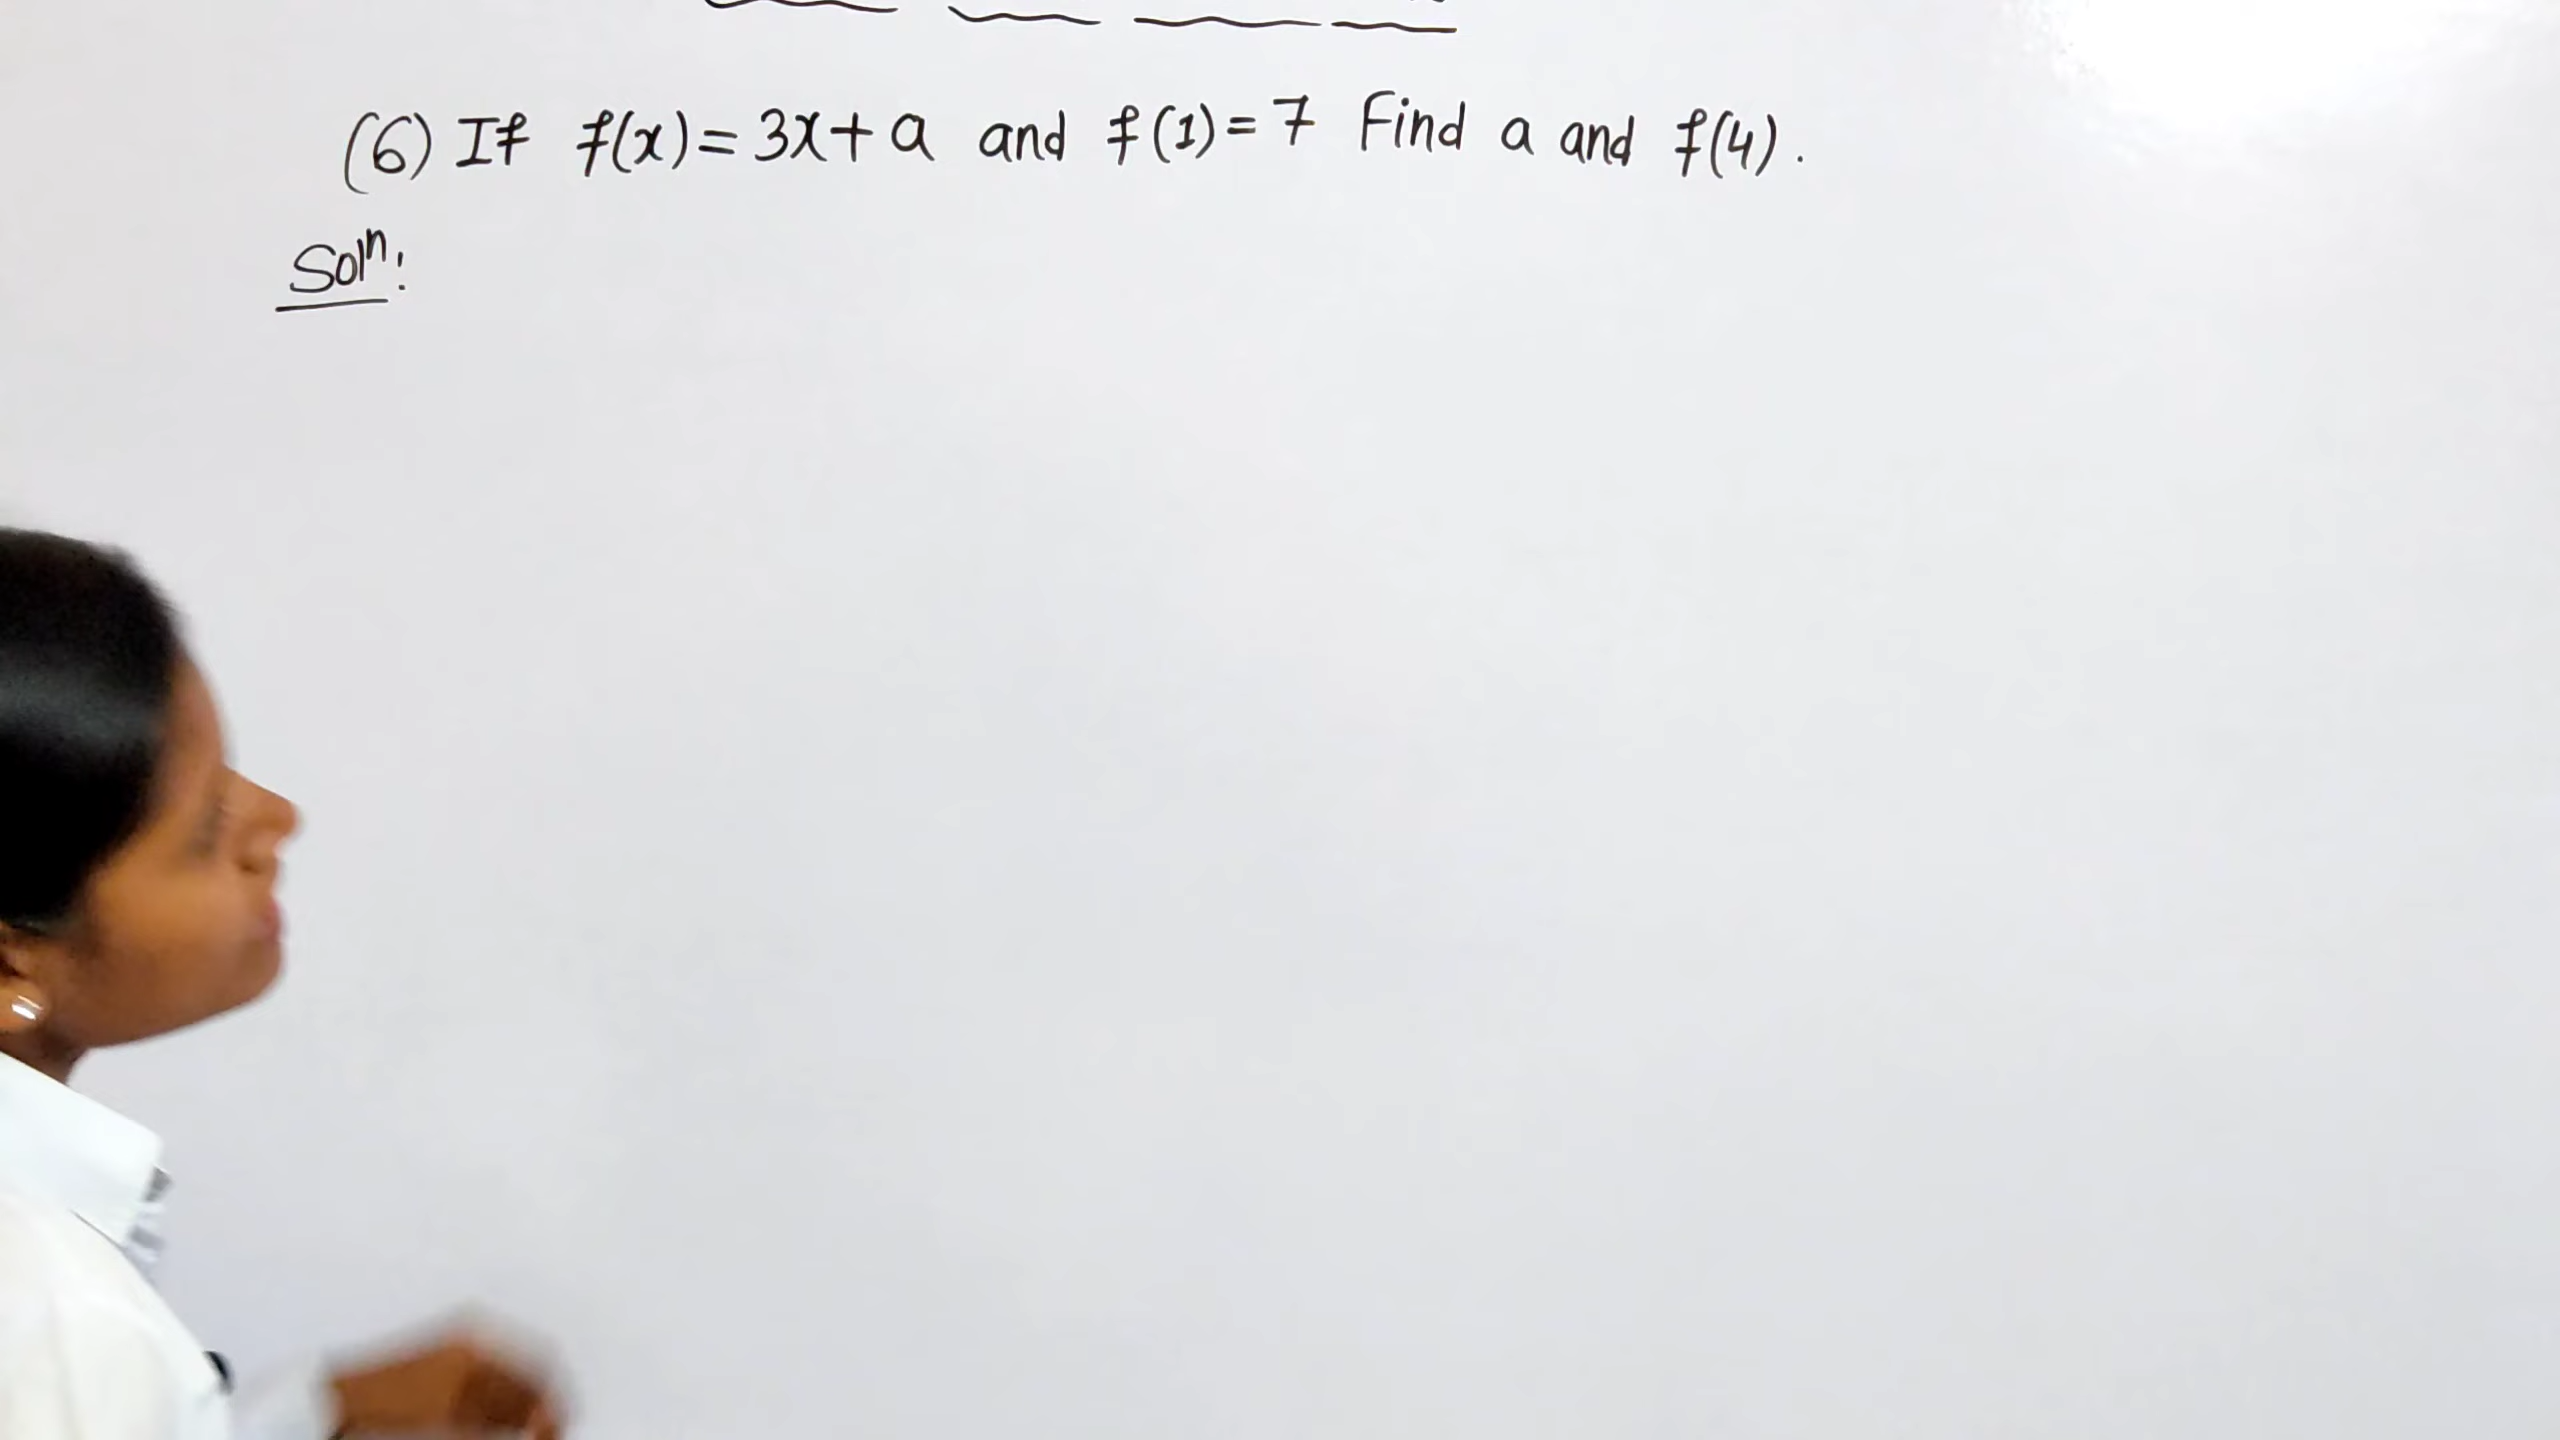 (6) If f(x) = 3x + a and f(1) = 7 Find a and f(4).
Solⁿ: